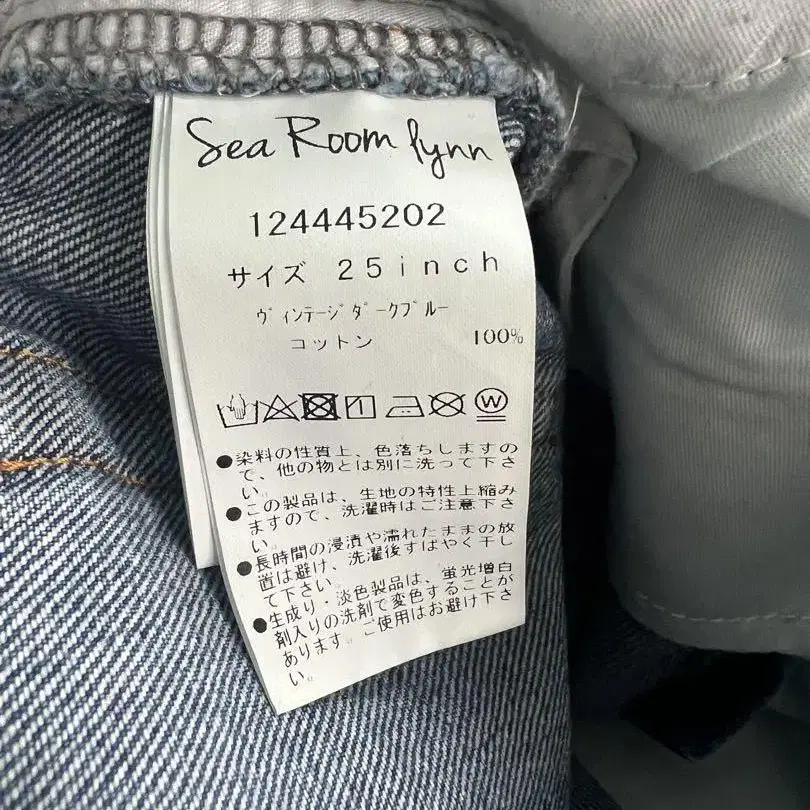 Sea Room lynn
124445202
サイズ 25inch
ヴィンテージダークブルー
コットン 100%
W
●染料の性質上、色落ちしますの
で、他の物とは別に洗って下さ
い。
●この製品は、生地の特性上縮み
ますので、洗濯時はご注意下さ
い。
●長時間の浸漬や濡れたままの放
置は避け、洗濯後すばやく干し
て下さい。
●生成り・淡色製品は、蛍光増白
剤入りの洗剤で変色することが
あります。ご使用はお避け下さ
い。